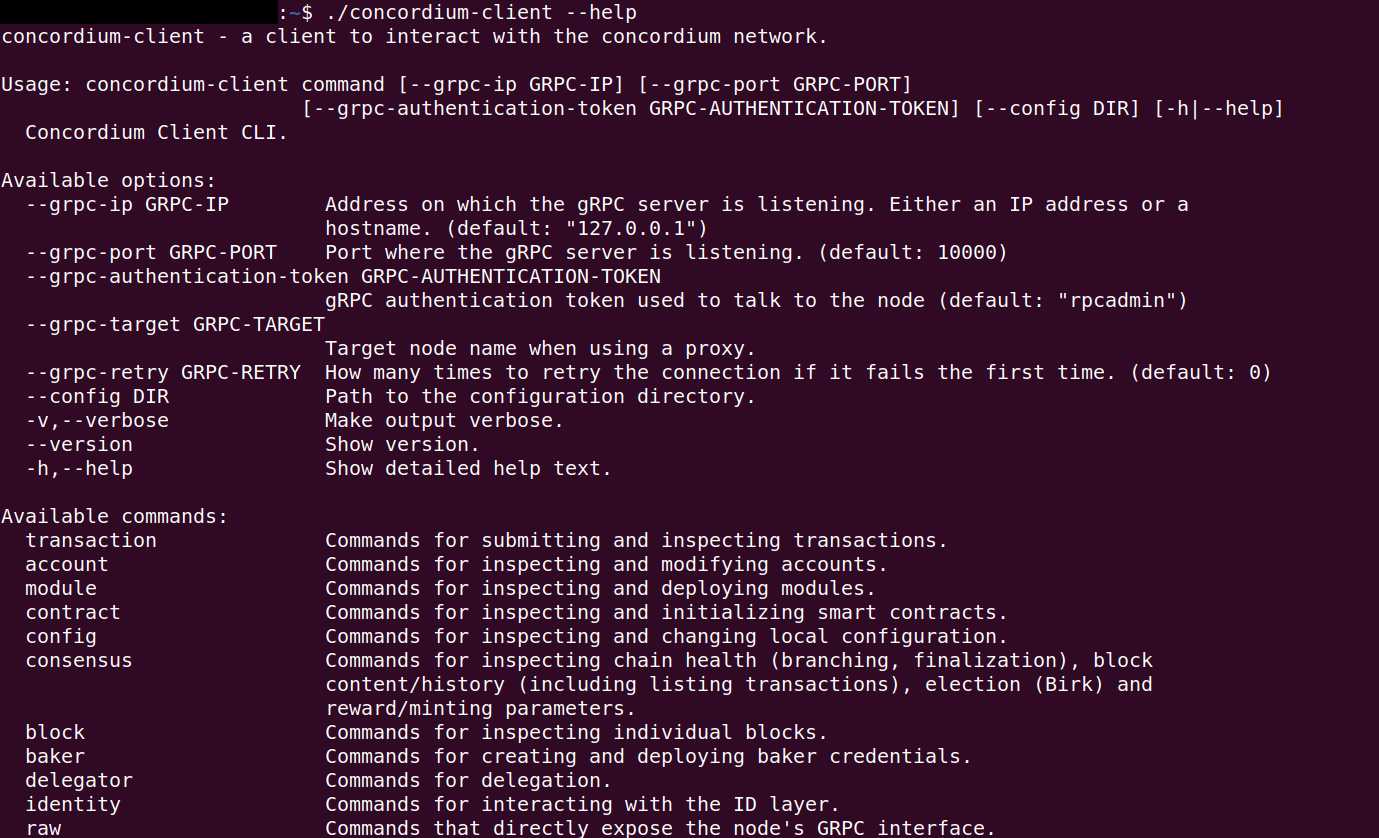 :~$ ./concordium-client --help
concordium-client - a client to interact with the concordium network.
Usage: concordium-client command [--grpc-ip GRPC-IP] [--grpc-port GRPC-PORT]
[--grpc-authentication-token GRPC-AUTHENTICATION-TOKEN] [--config DIR] [-h|--help]
Concordium Client CLI.
Available options:
--grpc-ip GRPC-IP Address on which the gRPC server is listening. Either an IP address or a
hostname. (default: "127.0.0.1")
--grpc-port GRPC-PORT Port where the gRPC server is listening. (default: 10000)
--grpc-authentication-token GRPC-AUTHENTICATION-TOKEN
gRPC authentication token used to talk to the node (default: "rpcadmin")
--grpc-target GRPC-TARGET
Target node name when using a proxy.
--grpc-retry GRPC-RETRY How many times to retry the connection if it fails the first time. (default: 0)
--config DIR Path to the configuration directory.
-v,--verbose Make output verbose.
--version Show version.
-h,--help Show detailed help text.
Available commands:
transaction Commands for submitting and inspecting transactions.
account Commands for inspecting and modifying accounts.
module Commands for inspecting and deploying modules.
contract Commands for inspecting and initializing smart contracts.
config Commands for inspecting and changing local configuration.
consensus Commands for inspecting chain health (branching, finalization), block
content/history (including listing transactions), election (Birk) and
reward/minting parameters.
block Commands for inspecting individual blocks.
baker Commands for creating and deploying baker credentials.
delegator Commands for delegation.
identity Commands for interacting with the ID layer.
raw Commands that directly expose the node's GRPC interface.